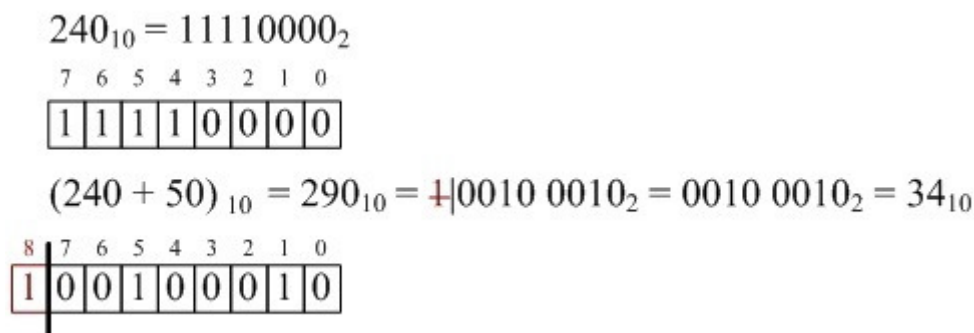 240₁₀ = 11110000₂
7 6 5 4 3 2 1 0
1 1 1 1 0 0 0 0
(240 + 50) ₁₀ = 290₁₀ = 1|0010 0010₂ = 0010 0010₂ = 34₁₀
8 7 6 5 4 3 2 1 0
1 0 0 1 0 0 0 1 0